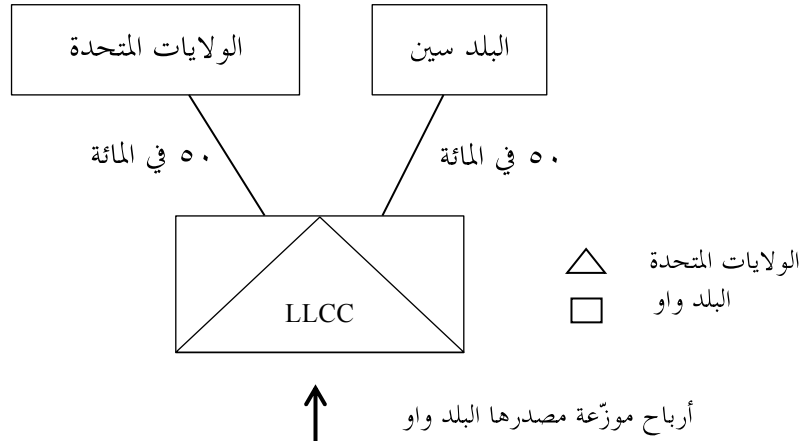 الولايات المتحدة
البلد سين
٥٠ في المائة
٥٠ في المائة
LLCC
الولايات المتحدة
البلد واو
أرباح موزّعة مصدرها البلد واو